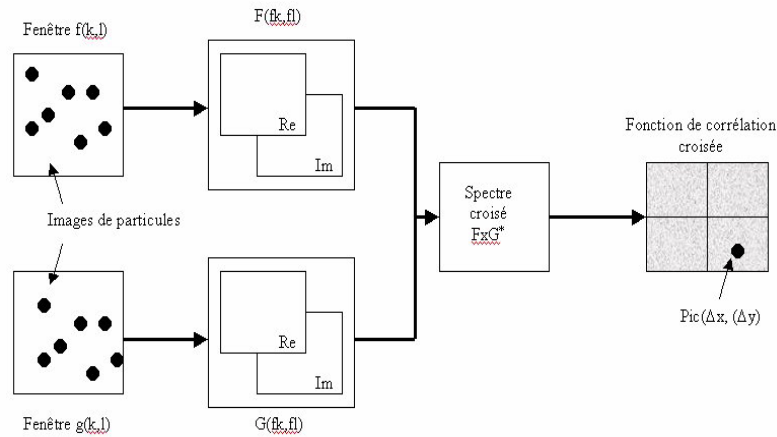 Fenêtre f(k,l)
F(fk,fl)
Re
Im
Images de particules
Spectre
croisé
FxG*
Fonction de corrélation
croisée
Pic(Δx, (Δy)
Re
Im
Fenêtre g(k,l)
G(fk,fl)